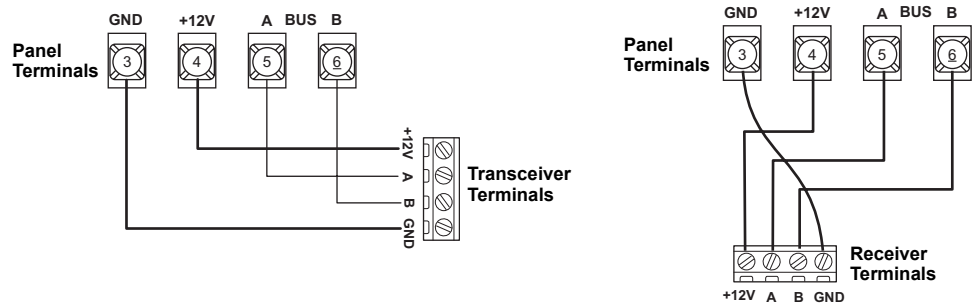 GND +12V A BUS B
Panel
Terminals
3 4 5 6
+12V
A
B
GND
Transceiver
Terminals
GND +12V A BUS B
Panel
Terminals
3 4 5 6
Receiver
Terminals
+12V A B GND